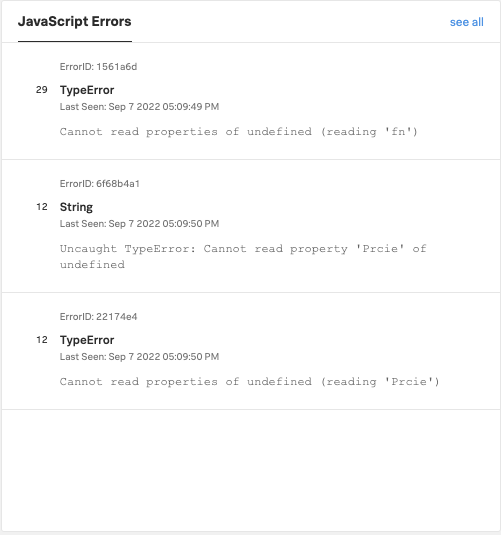 JavaScript Errors
see all
ErrorID: 1561a6d
29 TypeError
Last Seen: Sep 7 2022 05:09:49 PM
Cannot read properties of undefined (reading 'fn')
ErrorID: 6f68b4a1
12 String
Last Seen: Sep 7 2022 05:09:50 PM
Uncaught TypeError: Cannot read property 'Prcie' of
undefined
ErrorID: 22174e4
12 TypeError
Last Seen: Sep 7 2022 05:09:50 PM
Cannot read properties of undefined (reading 'Prcie')